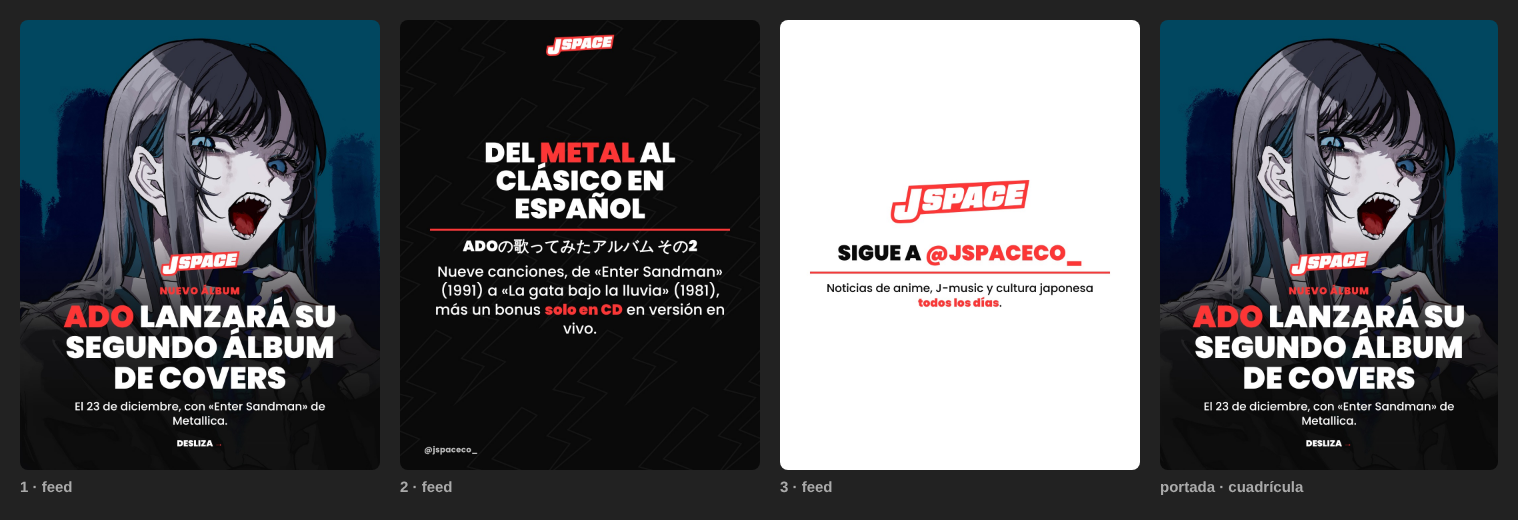 JSPACE
NUEVO ÁLBUM
ADO LANZARÁ SU
SEGUNDO ÁLBUM
DE COVERS
El 23 de diciembre, con «Enter Sandman» de
Metallica.
DESLIZA →
1 · feed
JSPACE
DEL METAL AL
CLÁSICO EN
ESPAÑOL
ADOの歌ってみたアルバム その2
Nueve canciones, de «Enter Sandman»
(1991) a «La gata bajo la lluvia» (1981),
más un bonus solo en CD en versión en
vivo.
@jspaceco_
2 · feed
JSPACE
SIGUE A @JSPACECO_
Noticias de anime, J-music y cultura japonesa
todos los días.
3 · feed
JSPACE
NUEVO ÁLBUM
ADO LANZARÁ SU
SEGUNDO ÁLBUM
DE COVERS
El 23 de diciembre, con «Enter Sandman» de
Metallica.
DESLIZA →
portada · cuadrícula